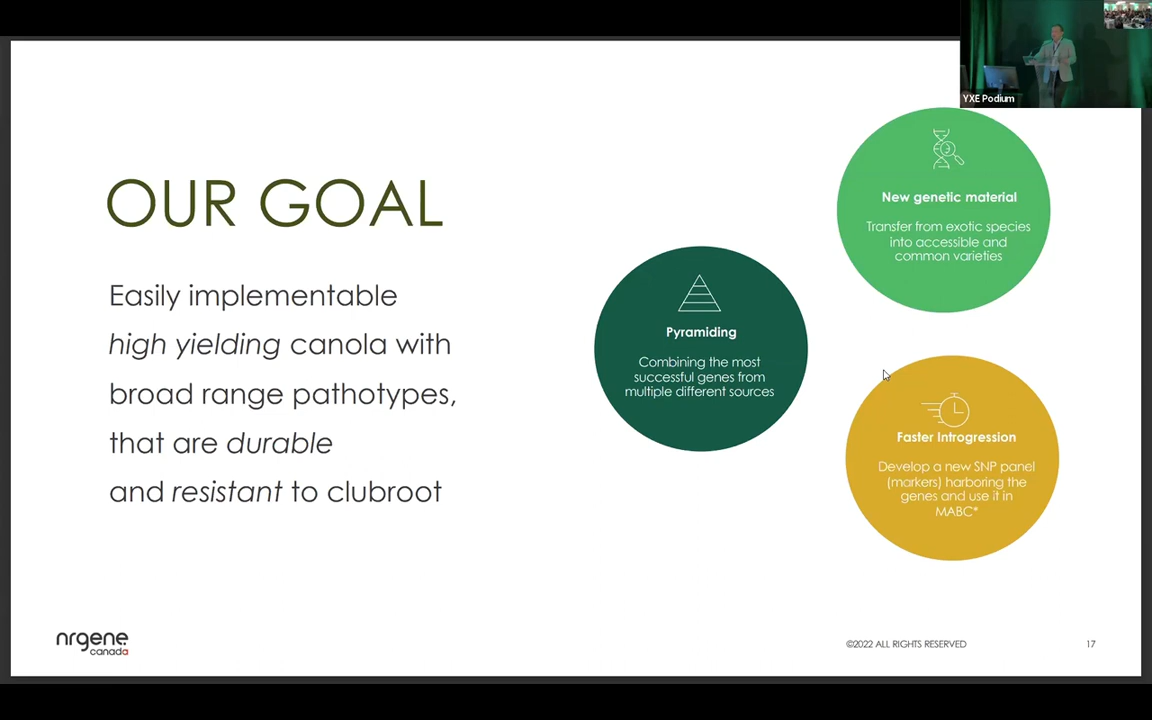 YXE Podium
OUR GOAL
Easily implementable
high yielding canola with
broad range pathotypes,
that are durable
and resistant to clubroot
Pyramiding
Combining the most
successful genes from
multiple different sources
New genetic material
Transfer from exotic species
into accessible and
common varieties
Faster Introgression
Develop a new SNP panel
(markers) harboring the
genes and use it in
MABC*
nrgene
canada
©2022 ALL RIGHTS RESERVED
17